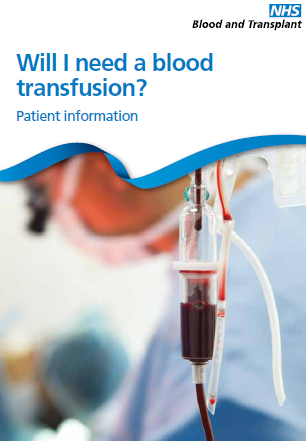 NHS
Blood and Transplant
Will I need a blood
transfusion?
Patient information